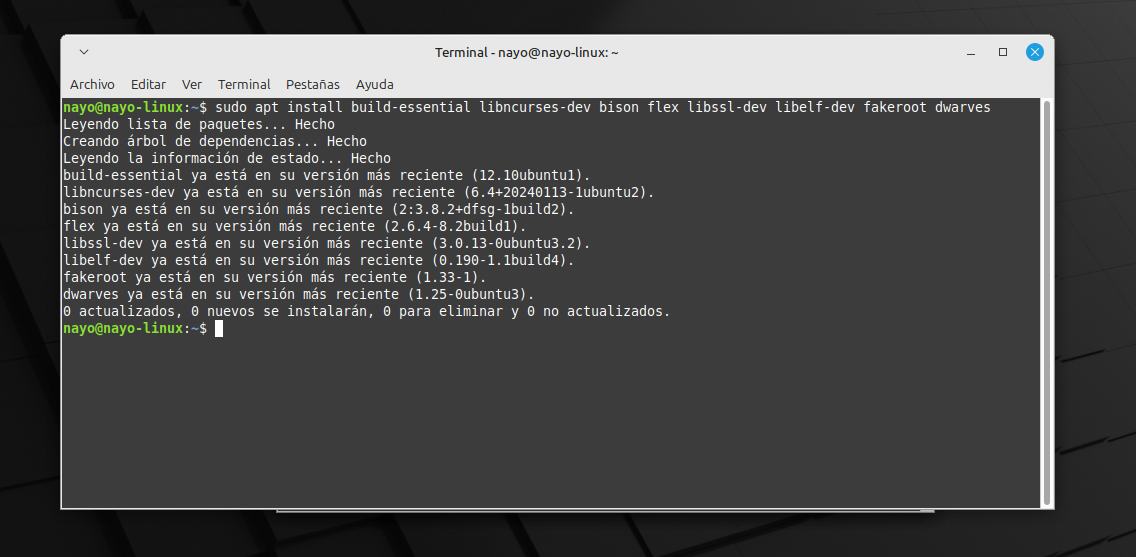 Terminal - nayo@nayo-linux: ~
Archivo Editar Ver Terminal Pestañas Ayuda
nayo@nayo-linux:~$ sudo apt install build-essential libncurses-dev bison flex libssl-dev libelf-dev fakeroot dwarves
Leyendo lista de paquetes... Hecho
Creando árbol de dependencias... Hecho
Leyendo la información de estado... Hecho
build-essential ya está en su versión más reciente (12.10ubuntu1).
libncurses-dev ya está en su versión más reciente (6.4+20240113-1ubuntu2).
bison ya está en su versión más reciente (2:3.8.2+dfsg-1build2).
flex ya está en su versión más reciente (2.6.4-8.2build1).
libssl-dev ya está en su versión más reciente (3.0.13-0ubuntu3.2).
libelf-dev ya está en su versión más reciente (0.190-1.1build4).
fakeroot ya está en su versión más reciente (1.33-1).
dwarves ya está en su versión más reciente (1.25-0ubuntu3).
0 actualizados, 0 nuevos se instalarán, 0 para eliminar y 0 no actualizados.
nayo@nayo-linux:~$